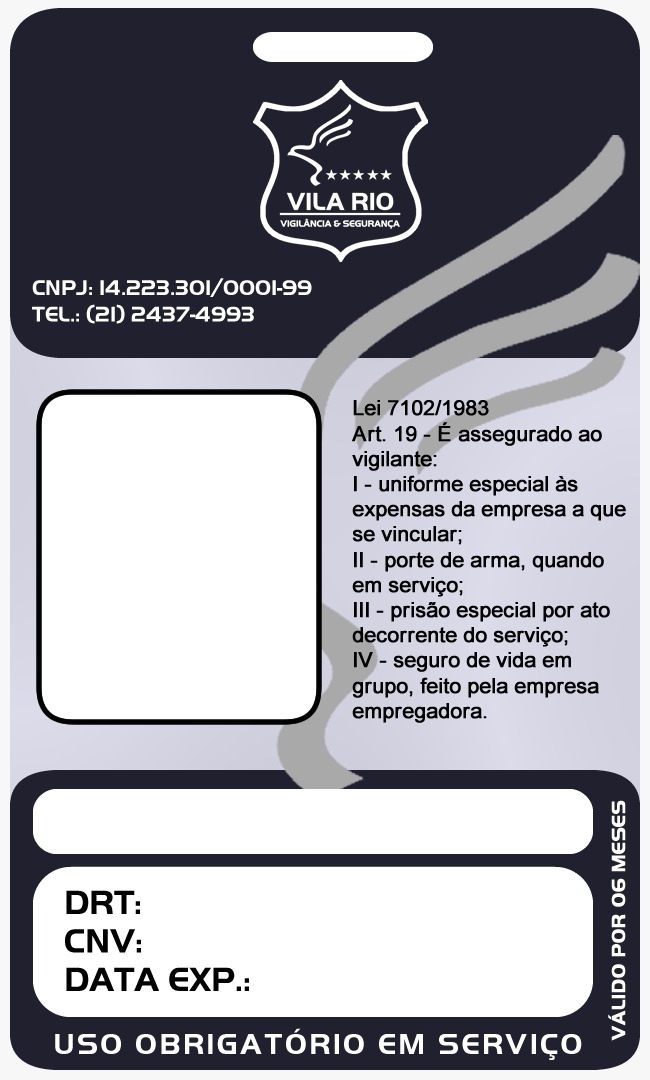 VILA RIO
VIGILÂNCIA & SEGURANÇA
CNPJ: 14.223.301/0001-99
TEL.: (21) 2437-4993
Lei 7102/1983
Art. 19 - É assegurado ao
vigilante:
I - uniforme especial às
expensas da empresa a que
se vincular;
II - porte de arma, quando
em serviço;
III - prisão especial por ato
decorrente do serviço;
IV - seguro de vida em
grupo, feito pela empresa
empregadora.
DRT:
CNV:
DATA EXP.:
VÁLIDO POR 06 MESES
USO OBRIGATÓRIO EM SERVIÇO